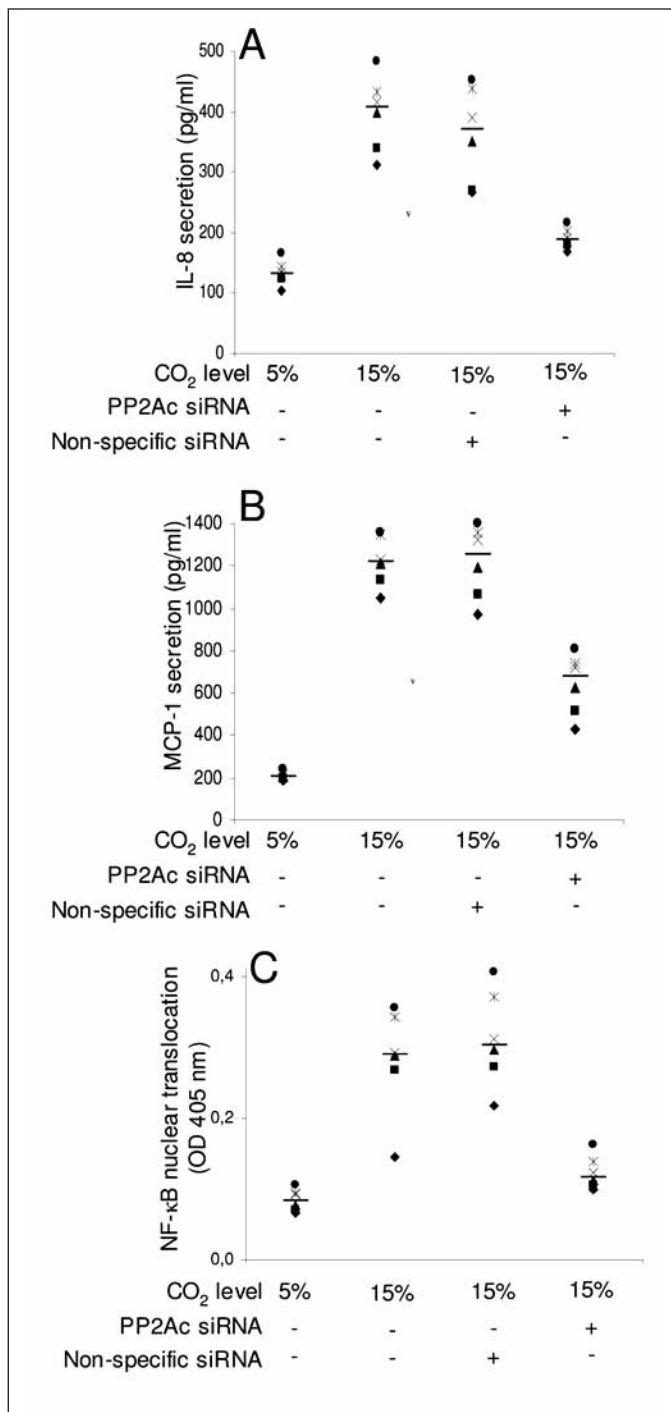 A
IL-8 secretion (pg/ml)
500
400
300
200
100
0
CO2 level 5% 15% 15% 15%
PP2Ac siRNA - - - +
Non-specific siRNA - - + -
B
MCP-1 secretion (pg/ml)
1400
1200
1000
800
600
400
200
0
CO2 level 5% 15% 15% 15%
PP2Ac siRNA - - - +
Non-specific siRNA - - + -
C
NF-κB nuclear translocation
(OD 405 nm)
0,4
0,2
0,0
CO2 level 5% 15% 15% 15%
PP2Ac siRNA - - - +
Non-specific siRNA - - + -